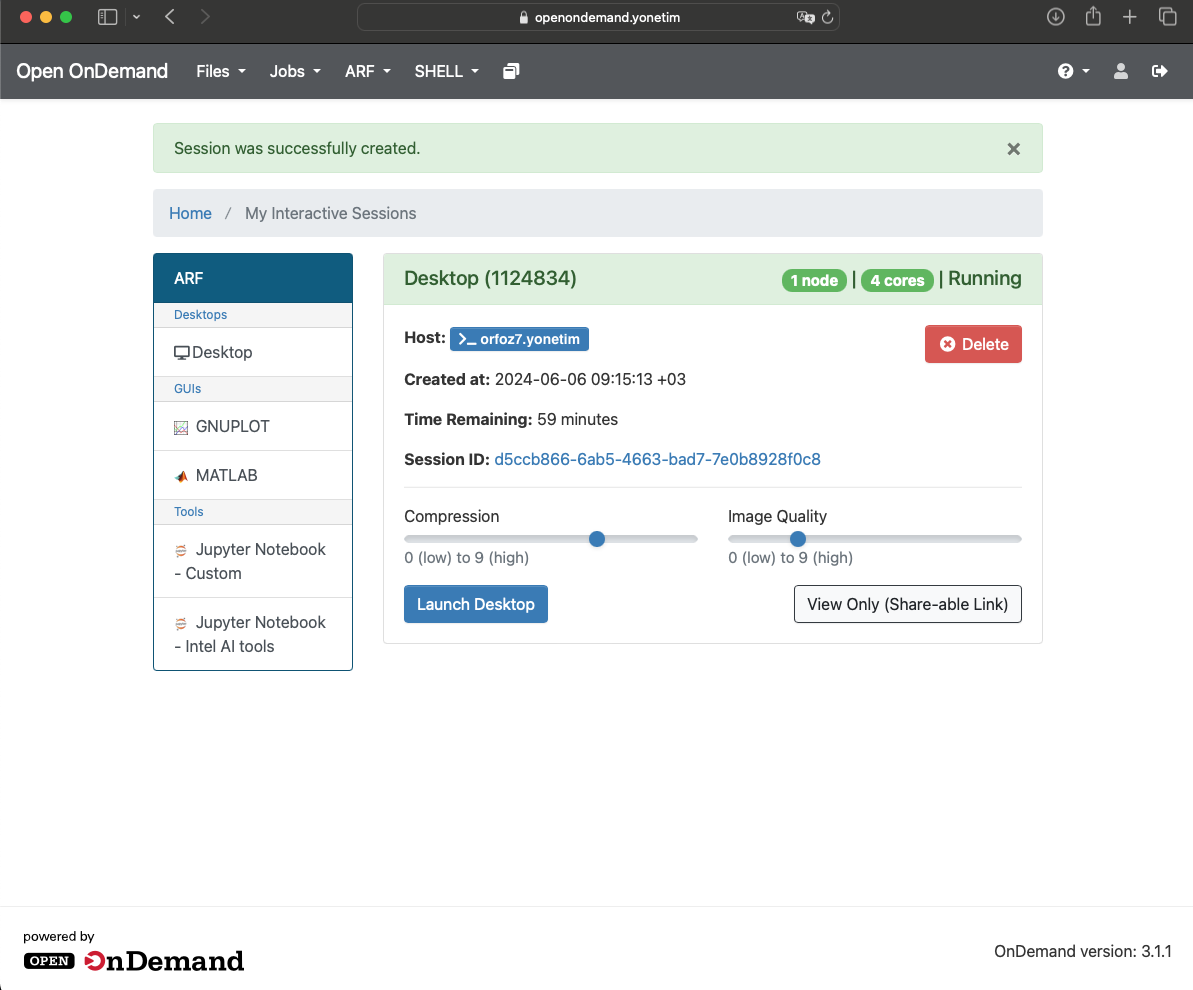 openondemand.yonetim
Open OnDemand Files Jobs ARF SHELL
Session was successfully created.
Home / My Interactive Sessions
ARF
Desktops
Desktop
GUIs
GNUPLOT
MATLAB
Tools
Jupyter Notebook
- Custom
Jupyter Notebook
- Intel AI tools
Desktop (1124834) 1 node | 4 cores | Running
Host: >_ orfoz7.yonetim
Delete
Created at: 2024-06-06 09:15:13 +03
Time Remaining: 59 minutes
Session ID: d5ccb866-6ab5-4663-bad7-7e0b8928f0c8
Compression
0 (low) to 9 (high)
Image Quality
0 (low) to 9 (high)
Launch Desktop
View Only (Share-able Link)
powered by
OPEN OnDemand
OnDemand version: 3.1.1